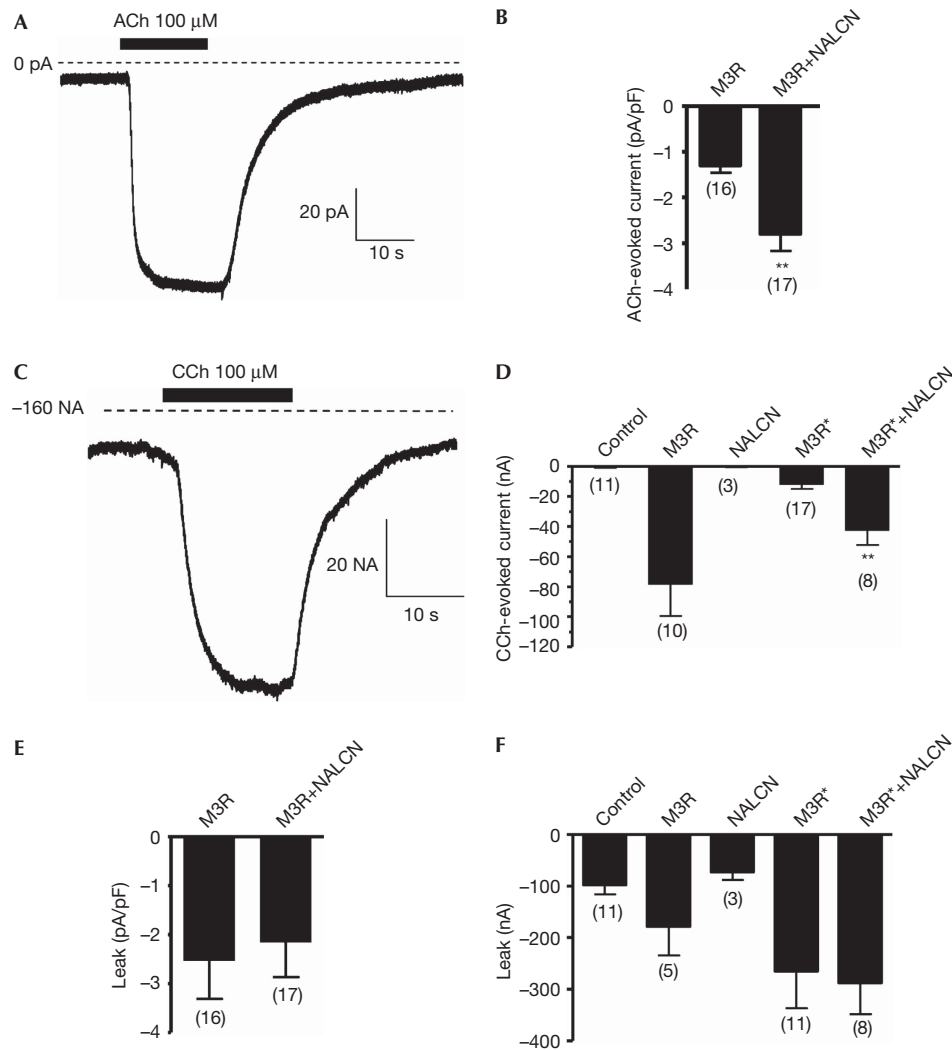 A
ACh 100 μM
0 pA
20 pA
10 s
B
M3R
M3R+NALCN
ACh-evoked current (pA/pF)
0
–1
–2
–3
–4
(16)
**
(17)
C
CCh 100 μM
–160 NA
20 NA
10 s
D
Control
M3R
NALCN
M3R*
M3R*+NALCN
CCh-evoked current (nA)
0
–20
–40
–60
–80
–100
–120
(11)
(10)
(3)
(17)
**
(8)
E
M3R
M3R+NALCN
Leak (pA/pF)
0
–1
–2
–3
–4
(16)
(17)
F
Control
M3R
NALCN
M3R*
M3R*+NALCN
Leak (nA)
0
–100
–200
–300
–400
(11)
(5)
(3)
(11)
(8)